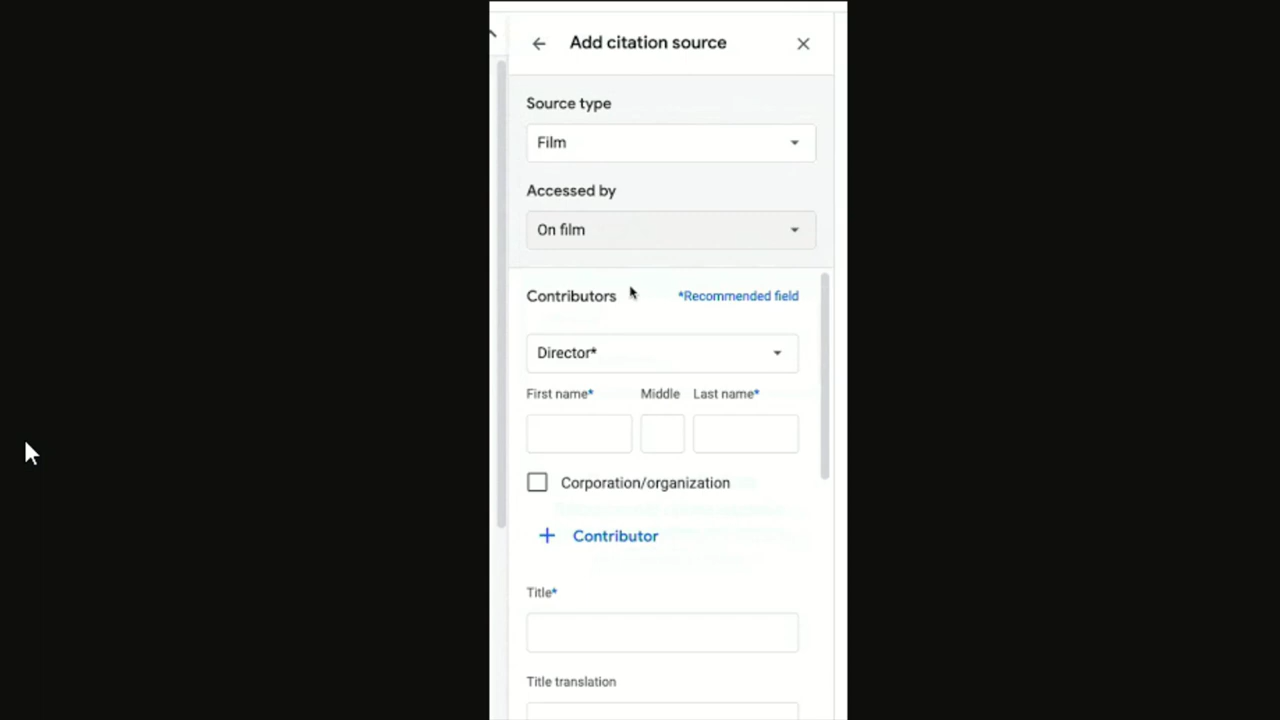 Add citation source
Source type
Film
Accessed by
On film
Contributors *Recommended field
Director*
First name* Middle Last name*
Corporation/organization
+ Contributor
Title*
Title translation